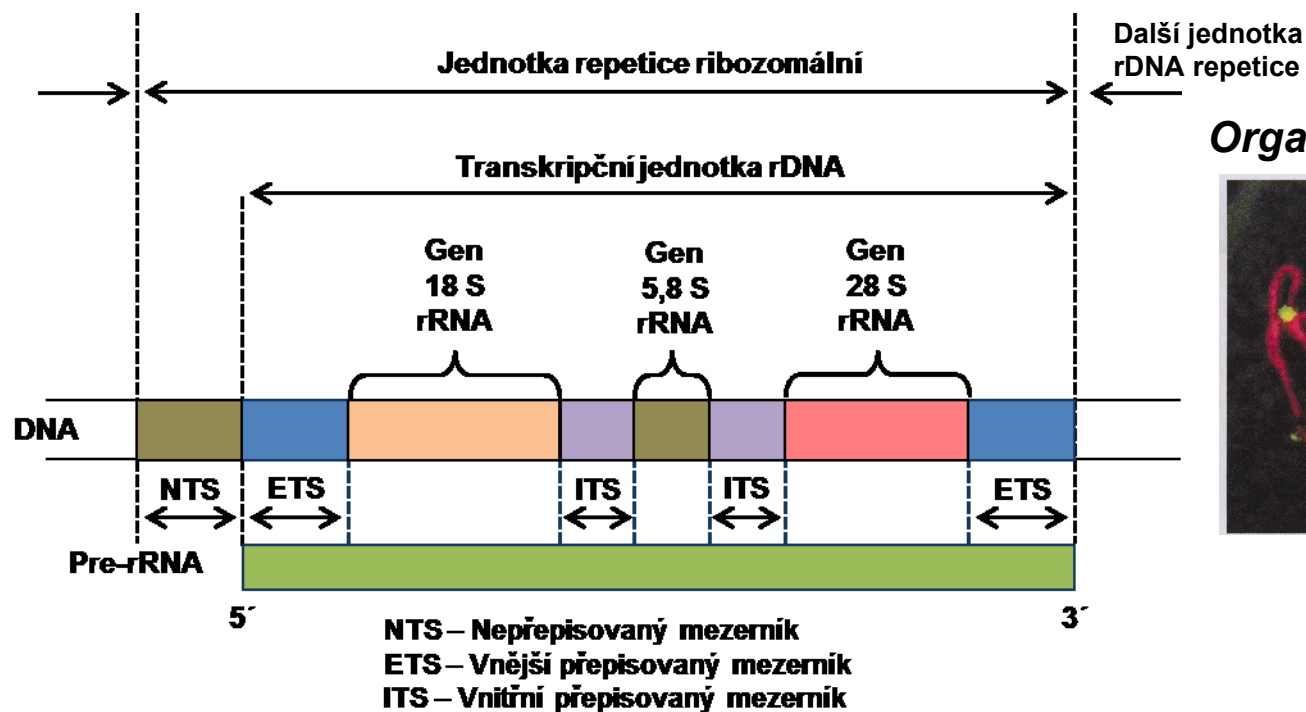 Jednotka repetice ribozomální
Další jednotka
rDNA repetice
Orga
Transkripční jednotka rDNA
Gen
18 S
rRNA
Gen
5,8 S
rRNA
Gen
28 S
rRNA
DNA
NTS
ETS
ITS
ITS
ETS
Pre-rRNA
5´
3´
NTS – Nepřepisovaný mezerník
ETS – Vnější přepisovaný mezerník
ITS – Vnitřní přepisovaný mezerník